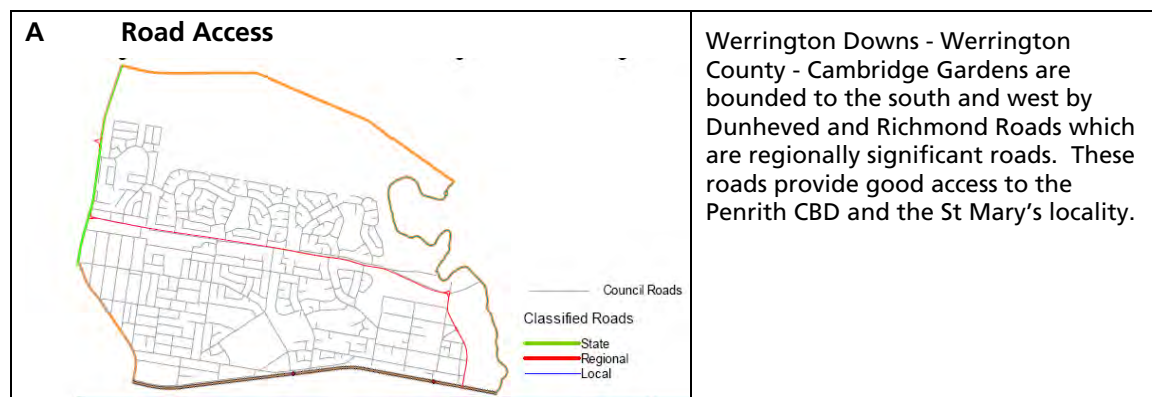 A Road Access
Werrington Downs - Werrington
County - Cambridge Gardens are
bounded to the south and west by
Dunheved and Richmond Roads which
are regionally significant roads.  These
roads provide good access to the
Penrith CBD and the St Mary’s locality.
Council Roads
Classified Roads
State
Regional
Local